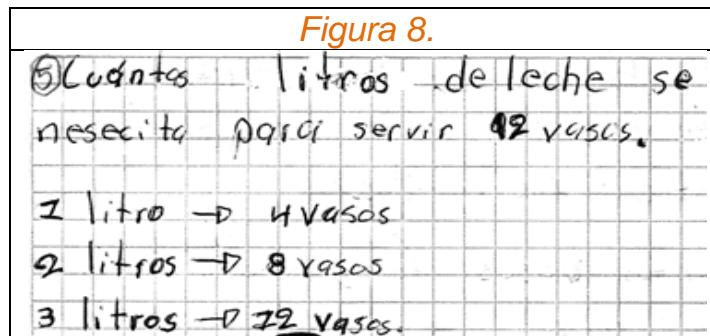 Figura 8.
⑤Cuántos litros de leche se
nesecita para servir 12 vasos.
1 litro → 4 vasos
2 litros → 8 vasos
3 litros → 12 vasos.